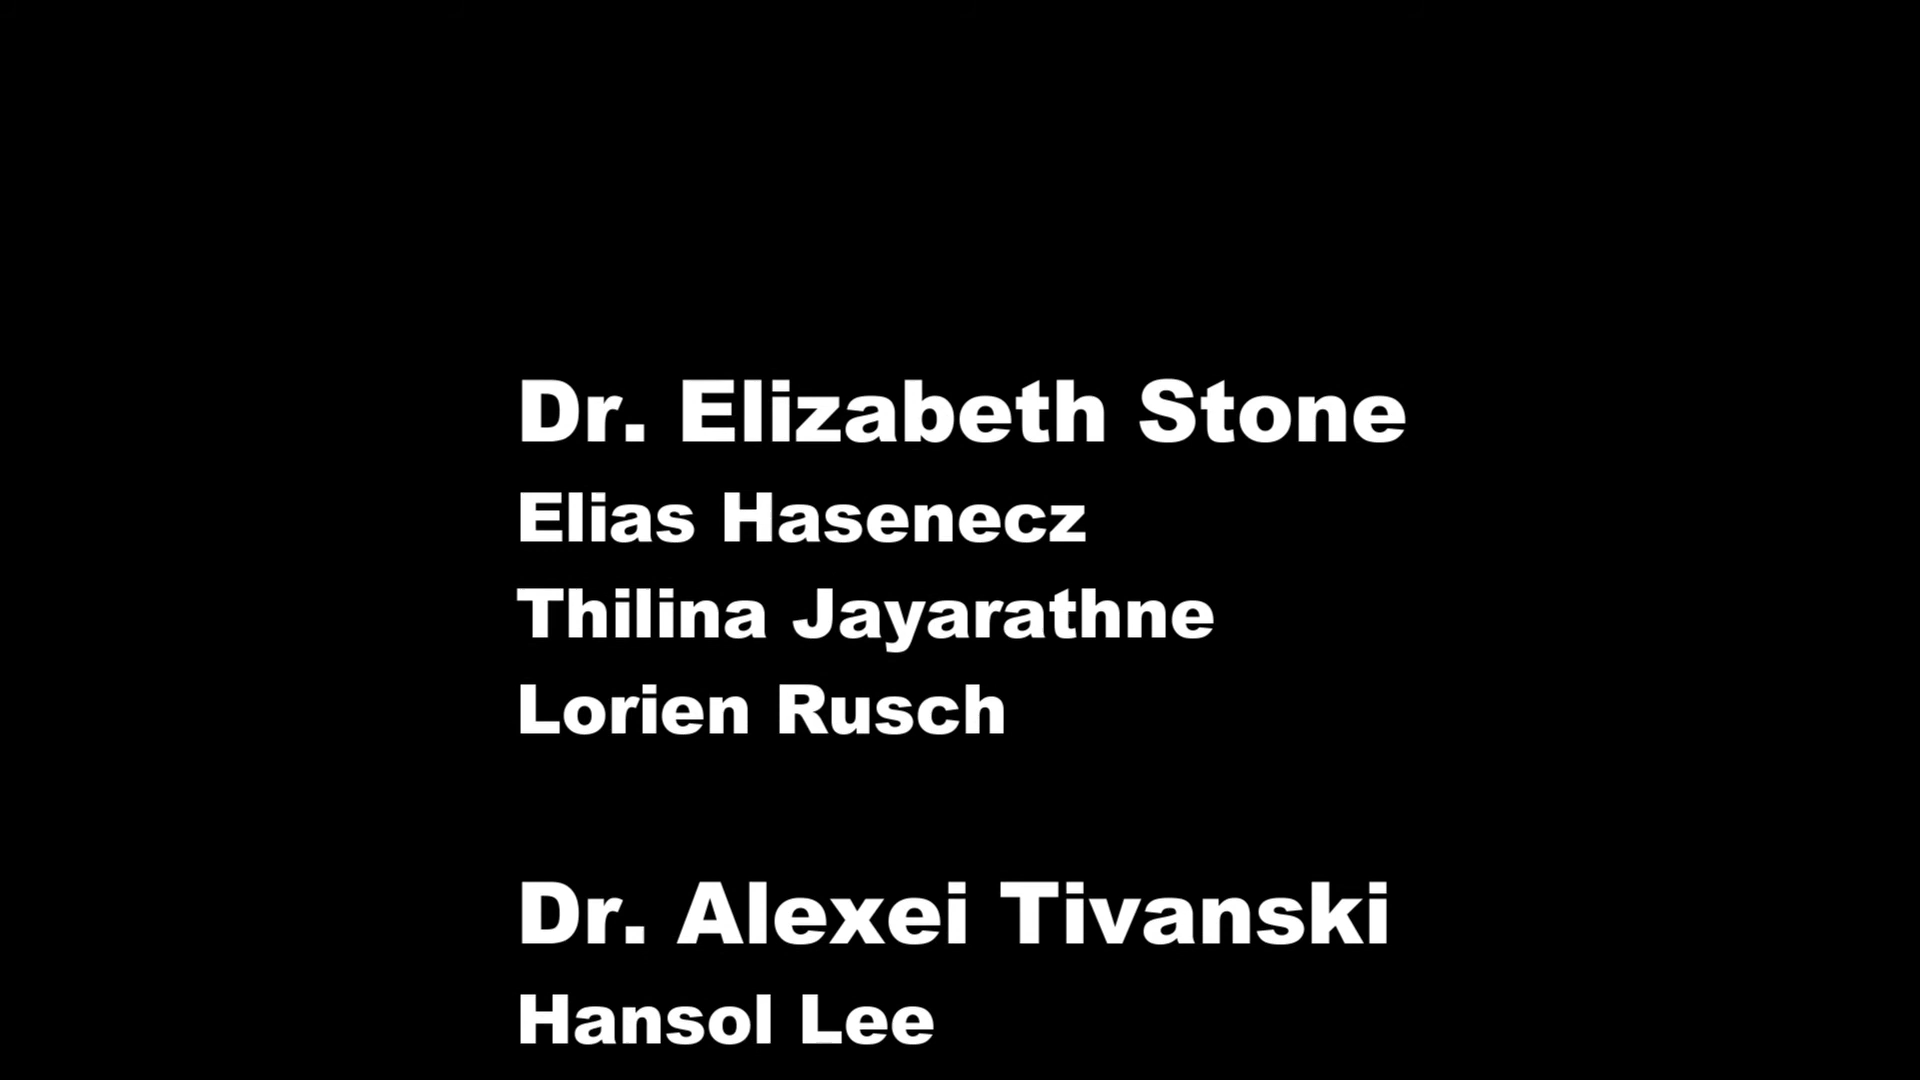 Dr. Elizabeth Stone
Elias Hasenecz
Thilina Jayarathne
Lorien Rusch
Dr. Alexei Tivanski
Hansol Lee